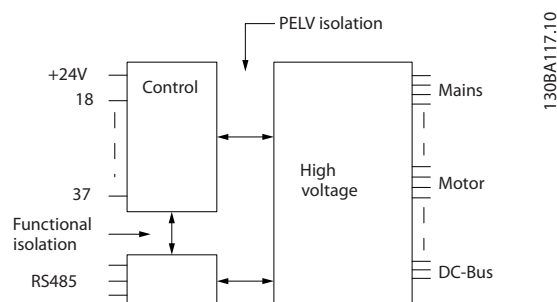 PELV isolation
130BA117.10
+24V
Control
18
Mains
High
voltage
37
Motor
Functional
isolation
RS485
DC-Bus